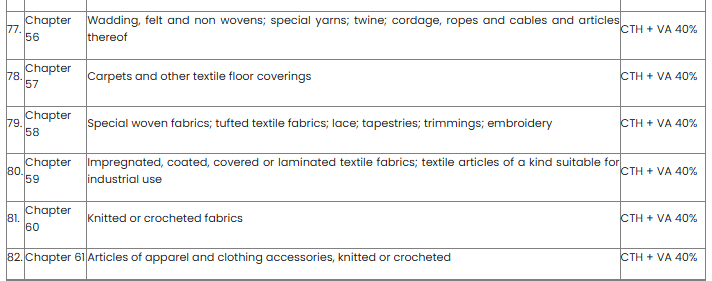 77. Chapter 56 Wadding, felt and non wovens; special yarns; twine; cordage, ropes and cables and articles thereof CTH + VA 40%
78. Chapter 57 Carpets and other textile floor coverings CTH + VA 40%
79. Chapter 58 Special woven fabrics; tufted textile fabrics; lace; tapestries; trimmings; embroidery CTH + VA 40%
80. Chapter 59 Impregnated, coated, covered or laminated textile fabrics; textile articles of a kind suitable for industrial use CTH + VA 40%
81. Chapter 60 Knitted or crocheted fabrics CTH + VA 40%
82. Chapter 61 Articles of apparel and clothing accessories, knitted or crocheted CTH + VA 40%